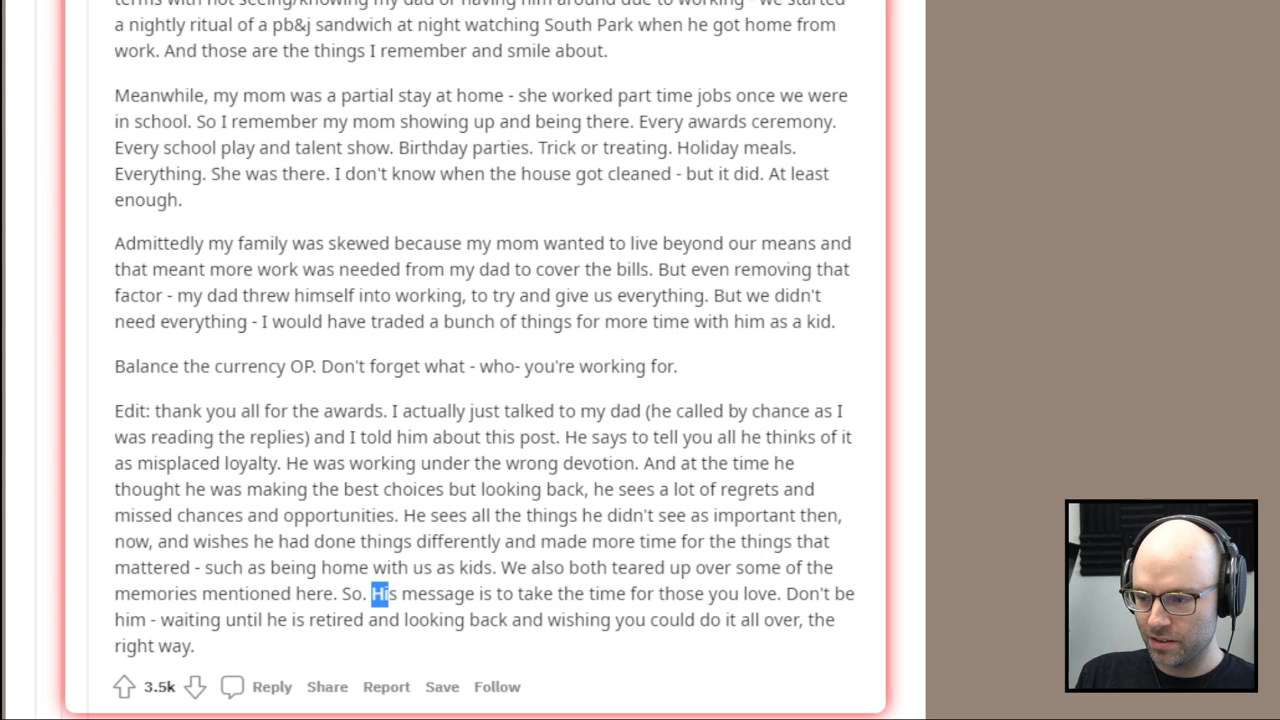 terms with not seeing/knowing my dad or having him around due to working - we started
a nightly ritual of a pb&j sandwich at night watching South Park when he got home from
work. And those are the things I remember and smile about.
Meanwhile, my mom was a partial stay at home - she worked part time jobs once we were
in school. So I remember my mom showing up and being there. Every awards ceremony.
Every school play and talent show. Birthday parties. Trick or treating. Holiday meals.
Everything. She was there. I don't know when the house got cleaned - but it did. At least
enough.
Admittedly my family was skewed because my mom wanted to live beyond our means and
that meant more work was needed from my dad to cover the bills. But even removing that
factor - my dad threw himself into working, to try and give us everything. But we didn't
need everything - I would have traded a bunch of things for more time with him as a kid.
Balance the currency OP. Don't forget what - who- you're working for.
Edit: thank you all for the awards. I actually just talked to my dad (he called by chance as I
was reading the replies) and I told him about this post. He says to tell you all he thinks of it
as misplaced loyalty. He was working under the wrong devotion. And at the time he
thought he was making the best choices but looking back, he sees a lot of regrets and
missed chances and opportunities. He sees all the things he didn't see as important then,
now, and wishes he had done things differently and made more time for the things that
mattered - such as being home with us as kids. We also both teared up over some of the
memories mentioned here. So. His message is to take the time for those you love. Don't be
him - waiting until he is retired and looking back and wishing you could do it all over, the
right way.
3.5k Reply Share Report Save Follow